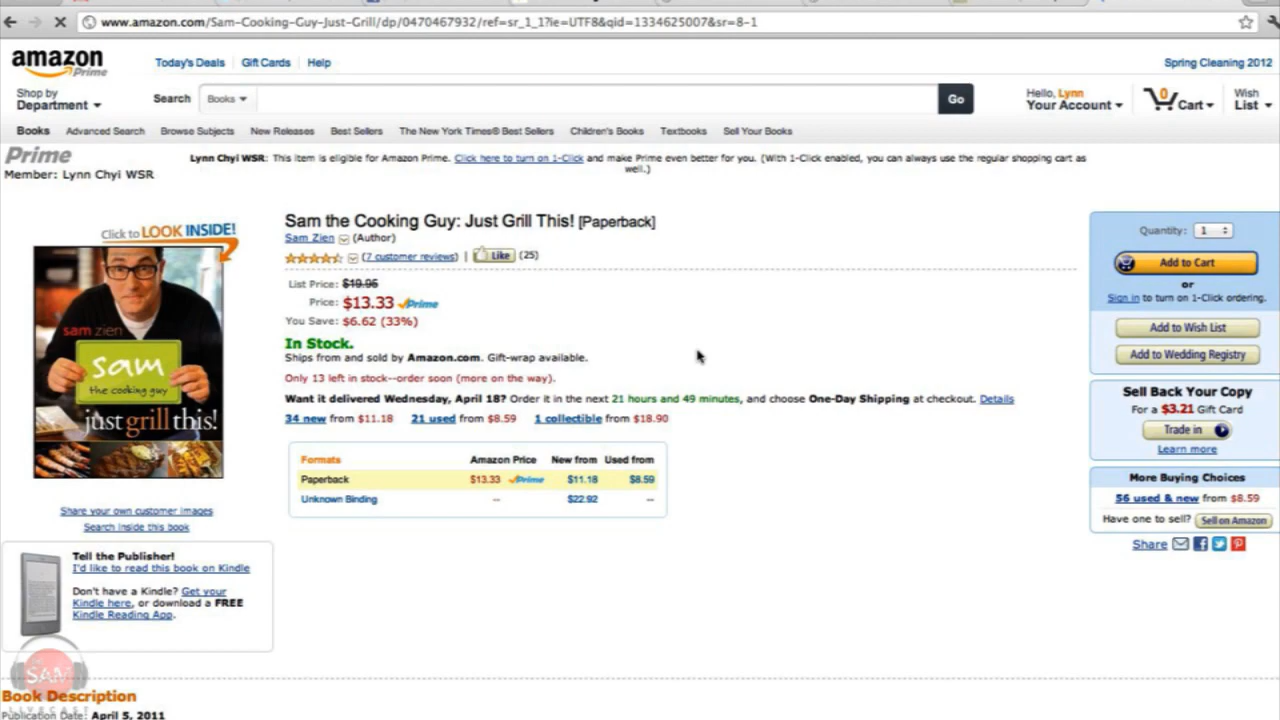 www.amazon.com/Sam-Cooking-Guy-Just-Grill/dp/0470467932/ref=sr_1_1?ie=UTF8&qid=1334625007&sr=8-1
amazon
Prime
Today's Deals Gift Cards Help
Spring Cleaning 2012
Shop by
Department
Search Books Go
Hello, Lynn
Your Account
0
Cart
Wish
List
Books Advanced Search Browse Subjects New Releases Best Sellers The New York Times® Best Sellers Children's Books Textbooks Sell Your Books
Prime
Member: Lynn Chyi WSR
Lynn Chyi WSR: This item is eligible for Amazon Prime. Click here to turn on 1-Click and make Prime even better for you. (With 1-Click enabled, you can always use the regular shopping cart as
well.)
Click to LOOK INSIDE!
sam zien
sam
the cooking guy
just grill this!
Share your own customer images
Search inside this book
Tell the Publisher!
I'd like to read this book on Kindle
Don't have a Kindle? Get your
Kindle here, or download a FREE
Kindle Reading App.
Sam the Cooking Guy: Just Grill This! [Paperback]
Sam Zien (Author)
(7 customer reviews) | Like (25)
List Price: $19.95
Price: $13.33 Prime
You Save: $6.62 (33%)
In Stock.
Ships from and sold by Amazon.com. Gift-wrap available.
Only 13 left in stock--order soon (more on the way).
Want it delivered Wednesday, April 18? Order it in the next 21 hours and 49 minutes, and choose One-Day Shipping at checkout. Details
34 new from $11.18 21 used from $8.59 1 collectible from $18.90
Formats Amazon Price New from Used from
Paperback $13.33 Prime $11.18 $8.59
Unknown Binding -- $22.92 --
Quantity: 1
Add to Cart
or
Sign in to turn on 1-Click ordering.
Add to Wish List
Add to Wedding Registry
Sell Back Your Copy
For a $3.21 Gift Card
Trade in
Learn more
More Buying Choices
56 used & new from $8.59
Have one to sell? Sell on Amazon
Share
SAM
LIVECAST
Book Description
Publication Date: April 5, 2011